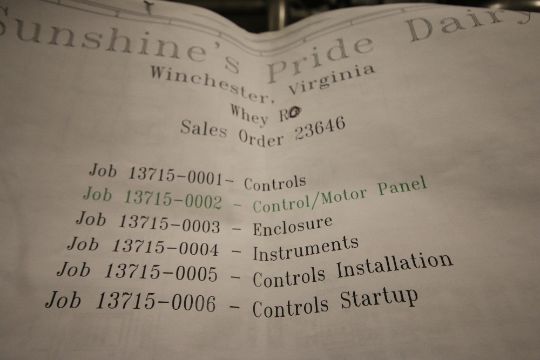 Sunshine's Pride Dairy
Winchester, Virginia
Whey RO
Sales Order 23646
Job 13715-0001- Controls
Job 13715-0002 - Control/Motor Panel
Job 13715-0003 - Enclosure
Job 13715-0004 - Instruments
Job 13715-0005 - Controls Installation
Job 13715-0006 - Controls Startup